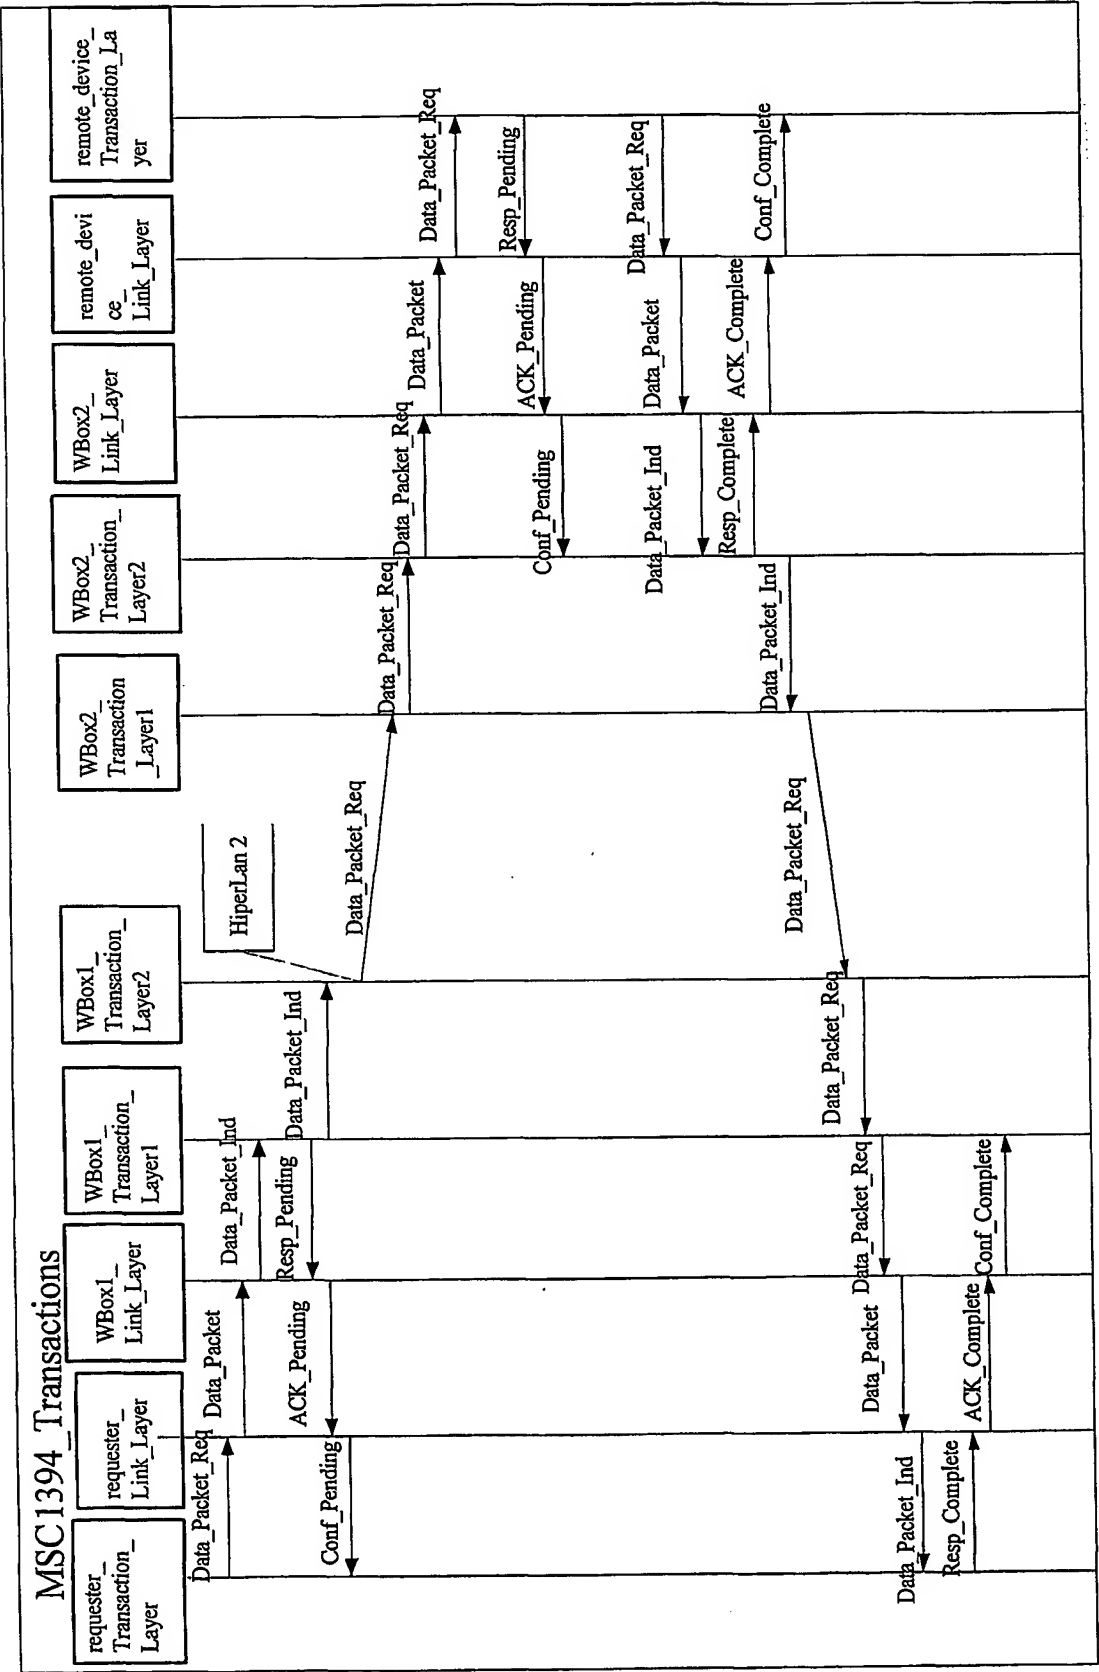 MSC1394_Transactions
requester_
Transaction_
Layer
requester_
Link_Layer
WBox1_
Link_Layer
WBox1_
Transaction_
Layer1
WBox1_
Transaction_
Layer2
WBox2_
Transaction
_Layer1
WBox2_
Transaction_
Layer2
WBox2_
Link_Layer
remote_devi
ce_
Link_Layer
remote_device_
Transaction_La
yer
HiperLan 2
Data_Packet_Req
Data_Packet
Data_Packet_Ind
Resp_Pending
Data_Packet_Ind
ACK_Pending
Conf_Pending
Data_Packet_Req
Data_Packet_Req
Data_Packet_Req
Data_Packet
Data_Packet_Req
Resp_Pending
ACK_Pending
Conf_Pending
Data_Packet_Req
Data_Packet
Data_Packet_Ind
Resp_Complete
ACK_Complete
Conf_Complete
Data_Packet_Ind
Data_Packet_Req
Data_Packet_Req
Data_Packet_Req
Data_Packet
Data_Packet_Ind
Resp_Complete
ACK_Complete
Conf_Complete